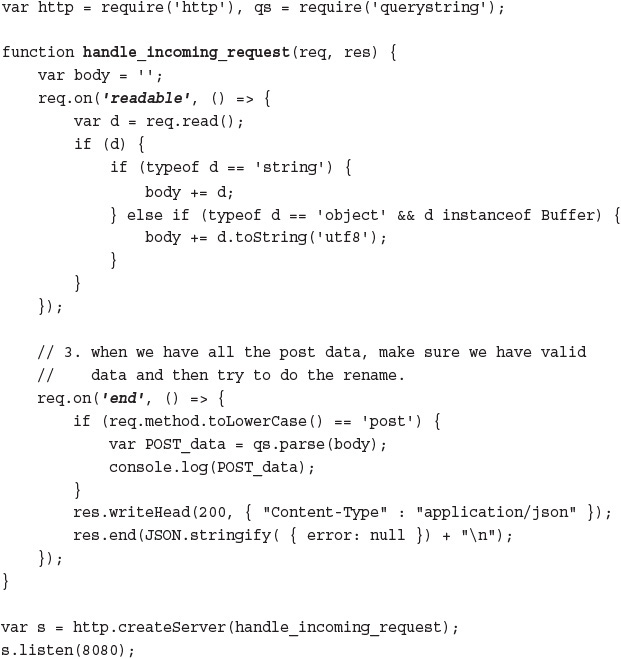 var http = require('http'), qs = require('querystring');

function handle_incoming_request(req, res) {
    var body = '';
    req.on('readable', () => {
        var d = req.read();
        if (d) {
            if (typeof d == 'string') {
                body += d;
            } else if (typeof d == 'object' && d instanceof Buffer) {
                body += d.toString('utf8');
            }
        }
    });

    // 3. when we have all the post data, make sure we have valid
    //    data and then try to do the rename.
    req.on('end', () => {
        if (req.method.toLowerCase() == 'post') {
            var POST_data = qs.parse(body);
            console.log(POST_data);
        }
        res.writeHead(200, { "Content-Type" : "application/json" });
        res.end(JSON.stringify( { error: null }) + "\n");
    });
}

var s = http.createServer(handle_incoming_request);
s.listen(8080);